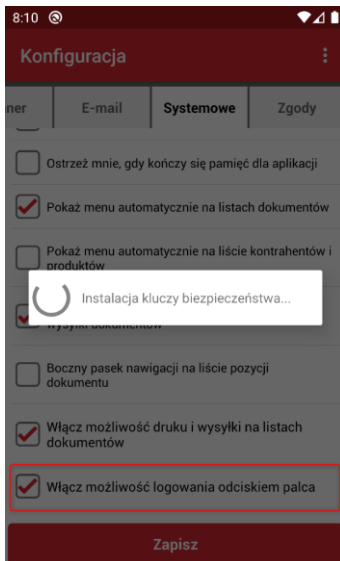 8:10
Konfiguracja
ner E-mail Systemowe Zgody
Ostrzeż mnie, gdy kończy się pamięć dla aplikacji
Pokaż menu automatycznie na listach dokumentów
Pokaż menu automatycznie na liście kontrahentów i
produktów
Instalacja kluczy biezpieczeństwa...
wysyłki dokumentów
Boczny pasek nawigacji na liście pozycji
dokumentu
Włącz możliwość druku i wysyłki na listach
dokumentów
Włącz możliwość logowania odciskiem palca
Zapisz